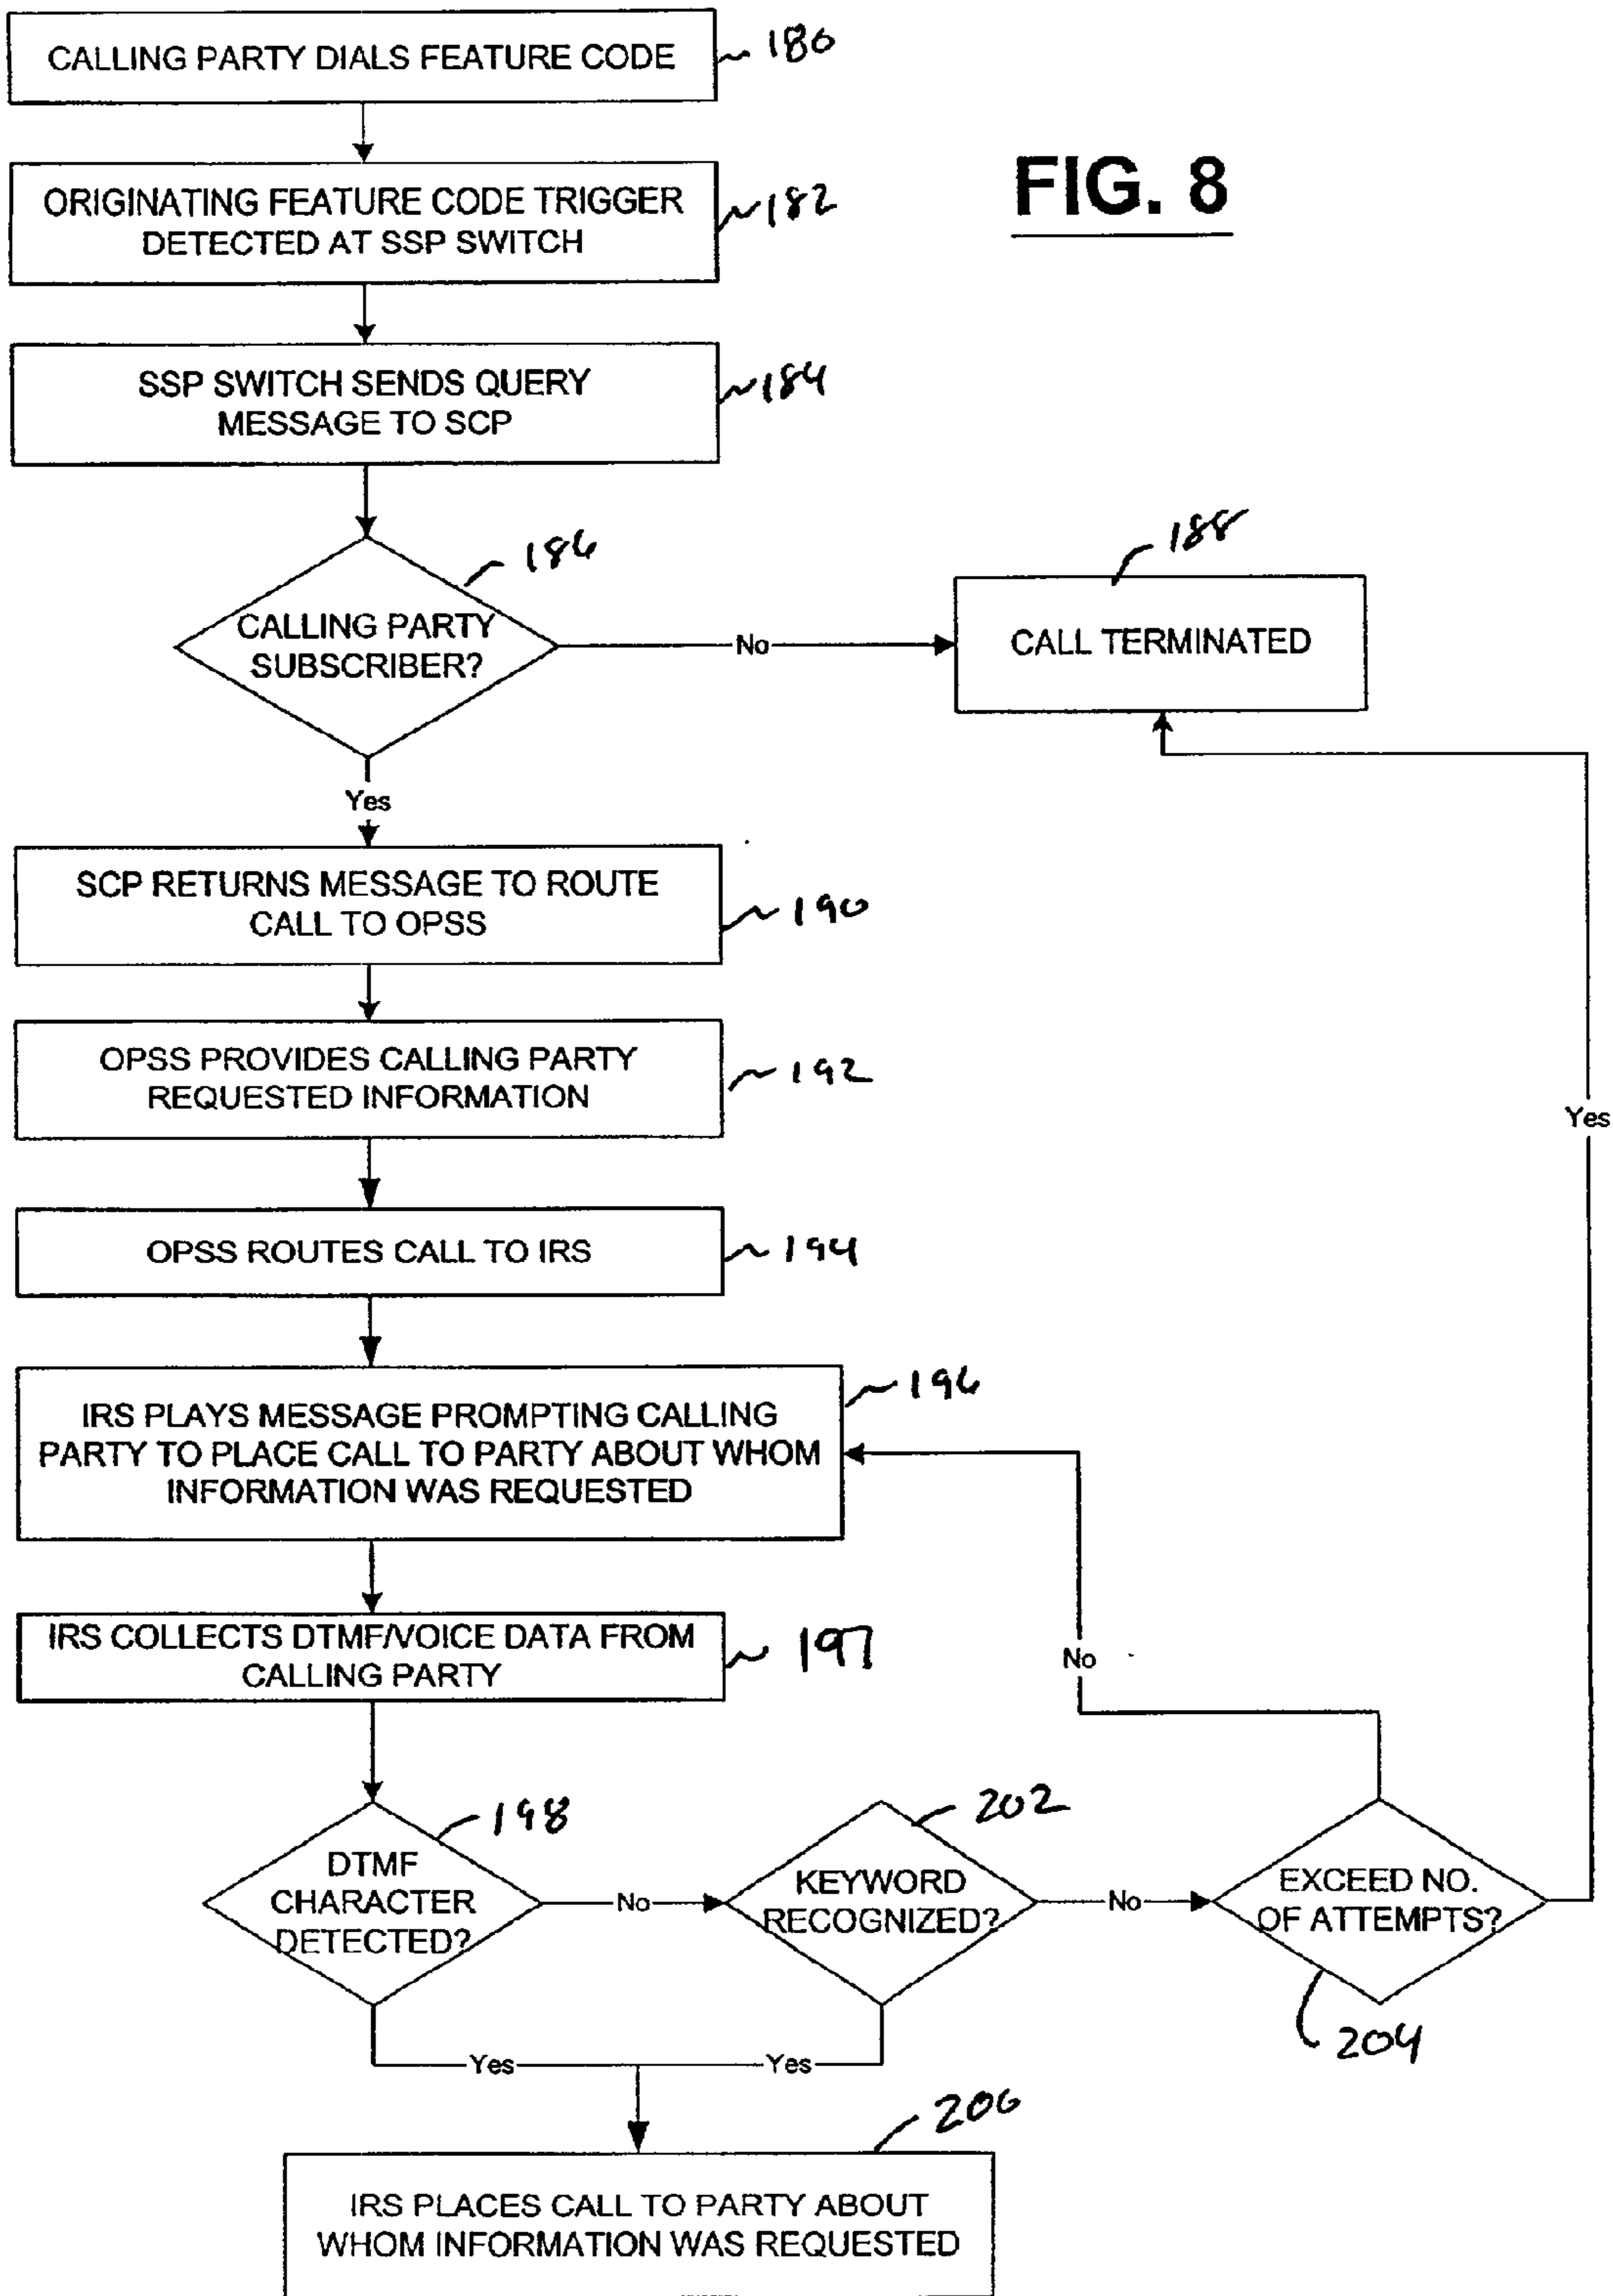 CALLING PARTY DIALS FEATURE CODE
180
FIG. 8
ORIGINATING FEATURE CODE TRIGGER
DETECTED AT SSP SWITCH
182
SSP SWITCH SENDS QUERY
MESSAGE TO SCP
184
186
188
CALLING PARTY
SUBSCRIBER?
No
CALL TERMINATED
Yes
SCP RETURNS MESSAGE TO ROUTE
CALL TO OPSS
190
OPSS PROVIDES CALLING PARTY
REQUESTED INFORMATION
192
Yes
OPSS ROUTES CALL TO IRS
194
196
IRS PLAYS MESSAGE PROMPTING CALLING
PARTY TO PLACE CALL TO PARTY ABOUT WHOM
INFORMATION WAS REQUESTED
IRS COLLECTS DTMF/VOICE DATA FROM
CALLING PARTY
197
No
198
202
DTMF
CHARACTER
DETECTED?
No
KEYWORD
RECOGNIZED?
No
EXCEED NO.
OF ATTEMPTS?
204
Yes
Yes
200
IRS PLACES CALL TO PARTY ABOUT
WHOM INFORMATION WAS REQUESTED